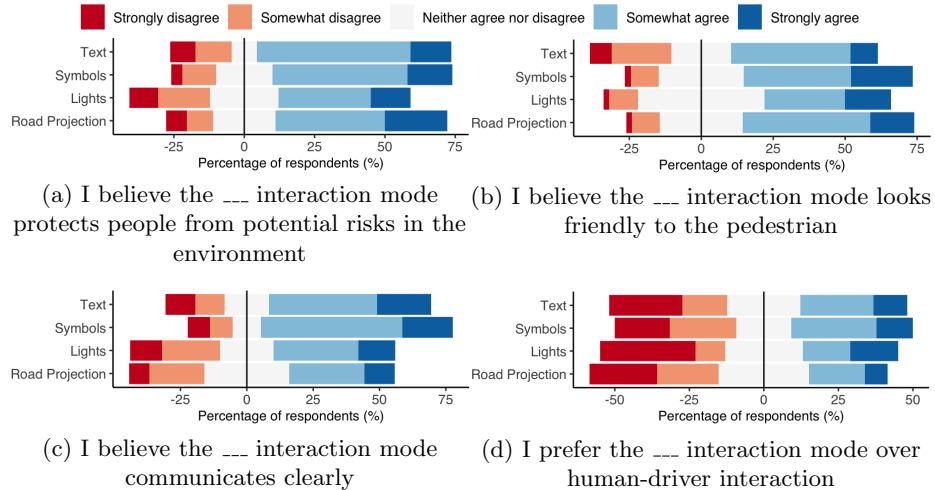 Strongly disagree Somewhat disagree Neither agree nor disagree Somewhat agree Strongly agree
Text
Symbols
Lights
Road Projection
-25 0 25 50 75
Percentage of respondents (%)
(a) I believe the ___ interaction mode
protects people from potential risks in the
environment
Text
Symbols
Lights
Road Projection
-25 0 25 50 75
Percentage of respondents (%)
(b) I believe the ___ interaction mode looks
friendly to the pedestrian
Text
Symbols
Lights
Road Projection
-25 0 25 50 75
Percentage of respondents (%)
(c) I believe the ___ interaction mode
communicates clearly
Text
Symbols
Lights
Road Projection
-50 -25 0 25 50
Percentage of respondents (%)
(d) I prefer the ___ interaction mode over
human-driver interaction